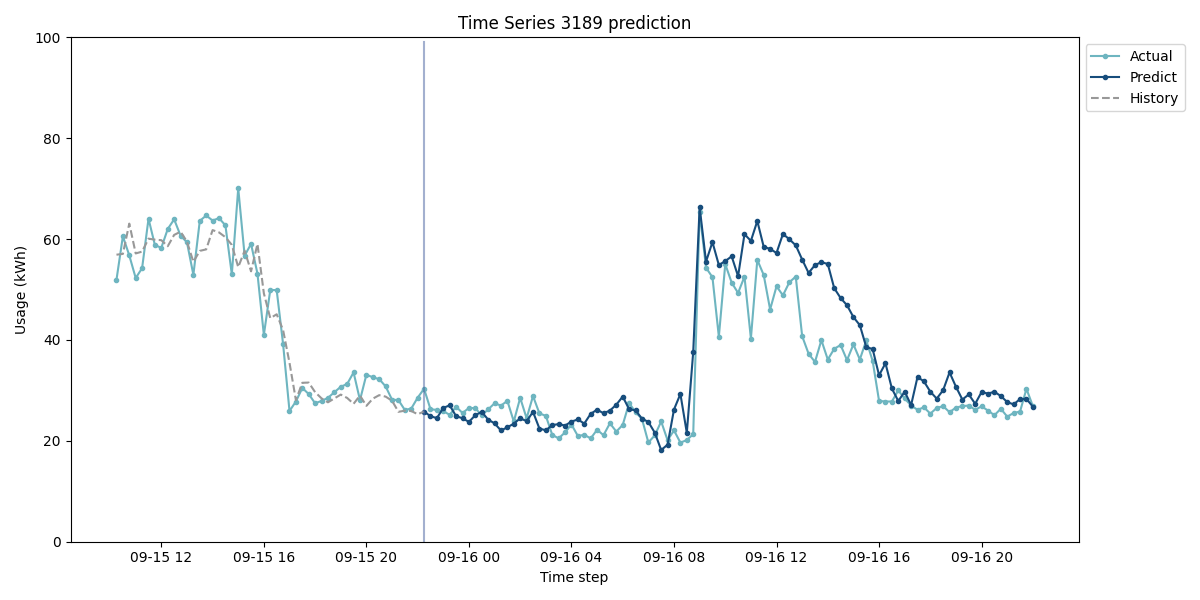 Time Series 3189 prediction
Usage (kWh)
100
80
60
40
20
0
09-15 12
09-15 16
09-15 20
09-16 00
09-16 04
09-16 08
09-16 12
09-16 16
09-16 20
Time step
Actual
Predict
History